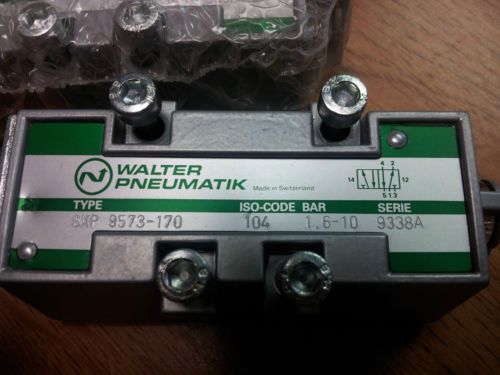 WALTER
PNEUMATIK Made in Switzerland
4 2
14 12
5 1 3
TYPE ISO-CODE BAR SERIE
SXP 9573-170 104 1,6-10 9338A